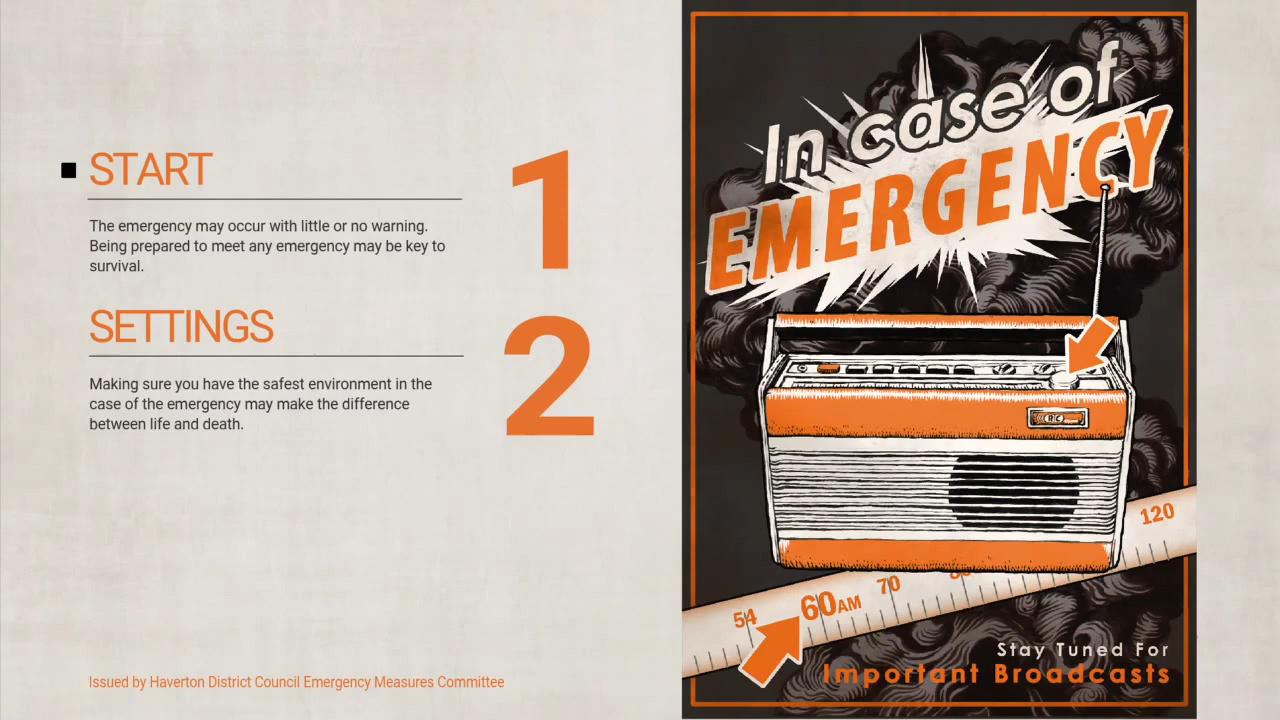 START
1
The emergency may occur with little or no warning.
Being prepared to meet any emergency may be key to
survival.
SETTINGS
2
Making sure you have the safest environment in the
case of the emergency may make the difference
between life and death.
Issued by Haverton District Council Emergency Measures Committee
In case of
EMERGENCY
120
70
60AM
54
Stay Tuned For
Important Broadcasts